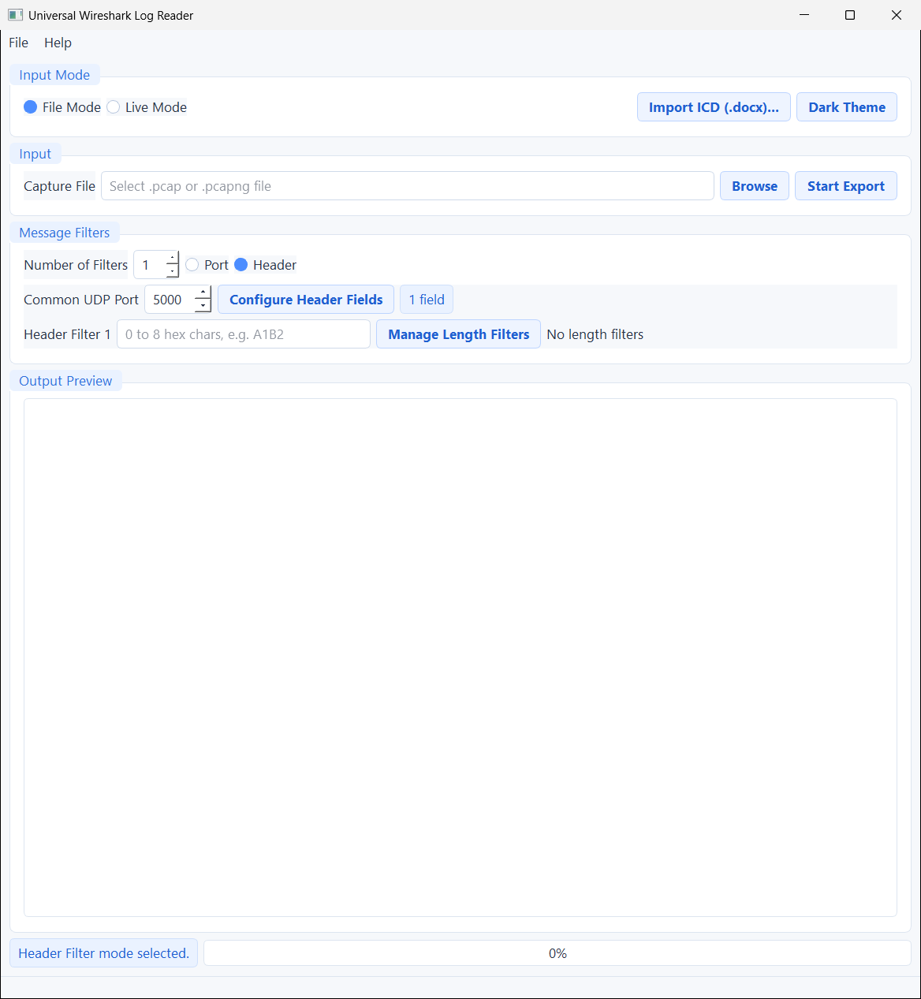 Universal Wireshark Log Reader
File Help
Input Mode
File Mode Live Mode Import ICD (.docx)... Dark Theme
Input
Capture File Select .pcap or .pcapng file Browse Start Export
Message Filters
Number of Filters 1 Port Header
Common UDP Port 5000 Configure Header Fields 1 field
Header Filter 1 0 to 8 hex chars, e.g. A1B2 Manage Length Filters No length filters
Output Preview
Header Filter mode selected. 0%